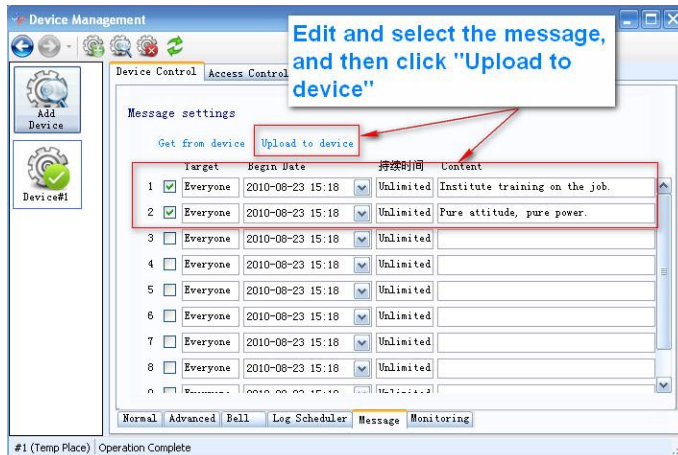 Device Management
Edit and select the message,
and then click "Upload to
device"
Add
Device
Device#1
Device Control
Access Control
Message settings
Get from device
Upload to device
Target Begin Date 持续时间 Content
1 Everyone 2010-08-23 15:18 Unlimited Institute training on the job.
2 Everyone 2010-08-23 15:18 Unlimited Pure attitude, pure power.
3 Everyone 2010-08-23 15:18 Unlimited
4 Everyone 2010-08-23 15:18 Unlimited
5 Everyone 2010-08-23 15:18 Unlimited
6 Everyone 2010-08-23 15:18 Unlimited
7 Everyone 2010-08-23 15:18 Unlimited
8 Everyone 2010-08-23 15:18 Unlimited
Normal Advanced Bell Log Scheduler Message Monitoring
#1 (Temp Place) Operation Complete